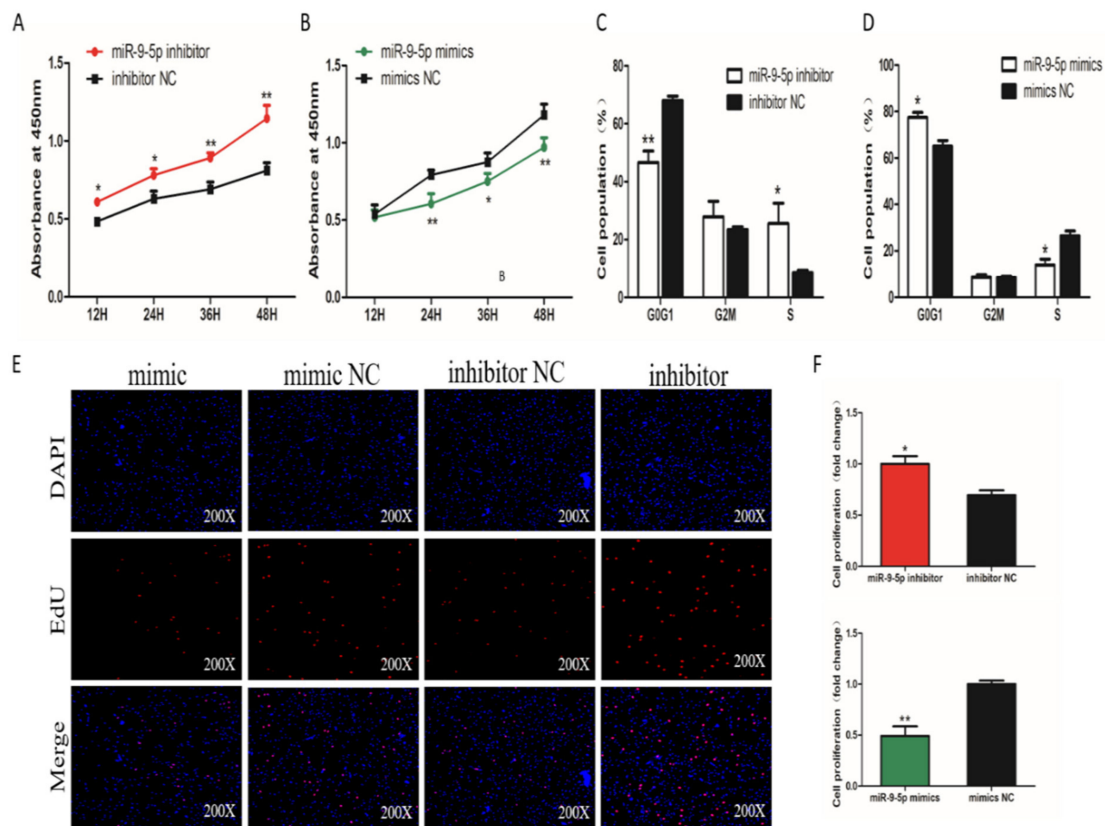 A
miR-9-5p inhibitor
inhibitor NC
Absorbance at 450nm
1.5
1.0
0.5
0.0
*
*
**
**
12H
24H
36H
48H
B
miR-9-5p mimics
mimics NC
Absorbance at 450nm
1.5
1.0
0.5
0.0
**
*
**
B
12H
24H
36H
48H
C
miR-9-5p inhibitor
inhibitor NC
Cell population (%)
80
60
40
20
0
**
*
G0G1
G2M
S
D
miR-9-5p mimics
mimics NC
Cell population (%)
100
80
60
40
20
0
*
*
G0G1
G2M
S
E
mimic
mimic NC
inhibitor NC
inhibitor
DAPI
200X
200X
200X
200X
EdU
200X
200X
200X
200X
Merge
200X
200X
200X
200X
F
Cell proliferation (fold change)
1.5
1.0
0.5
0.0
*
miR-9-5p inhibitor
inhibitor NC
Cell proliferation (fold change)
1.5
1.0
0.5
0.0
**
miR-9-5p mimics
mimics NC